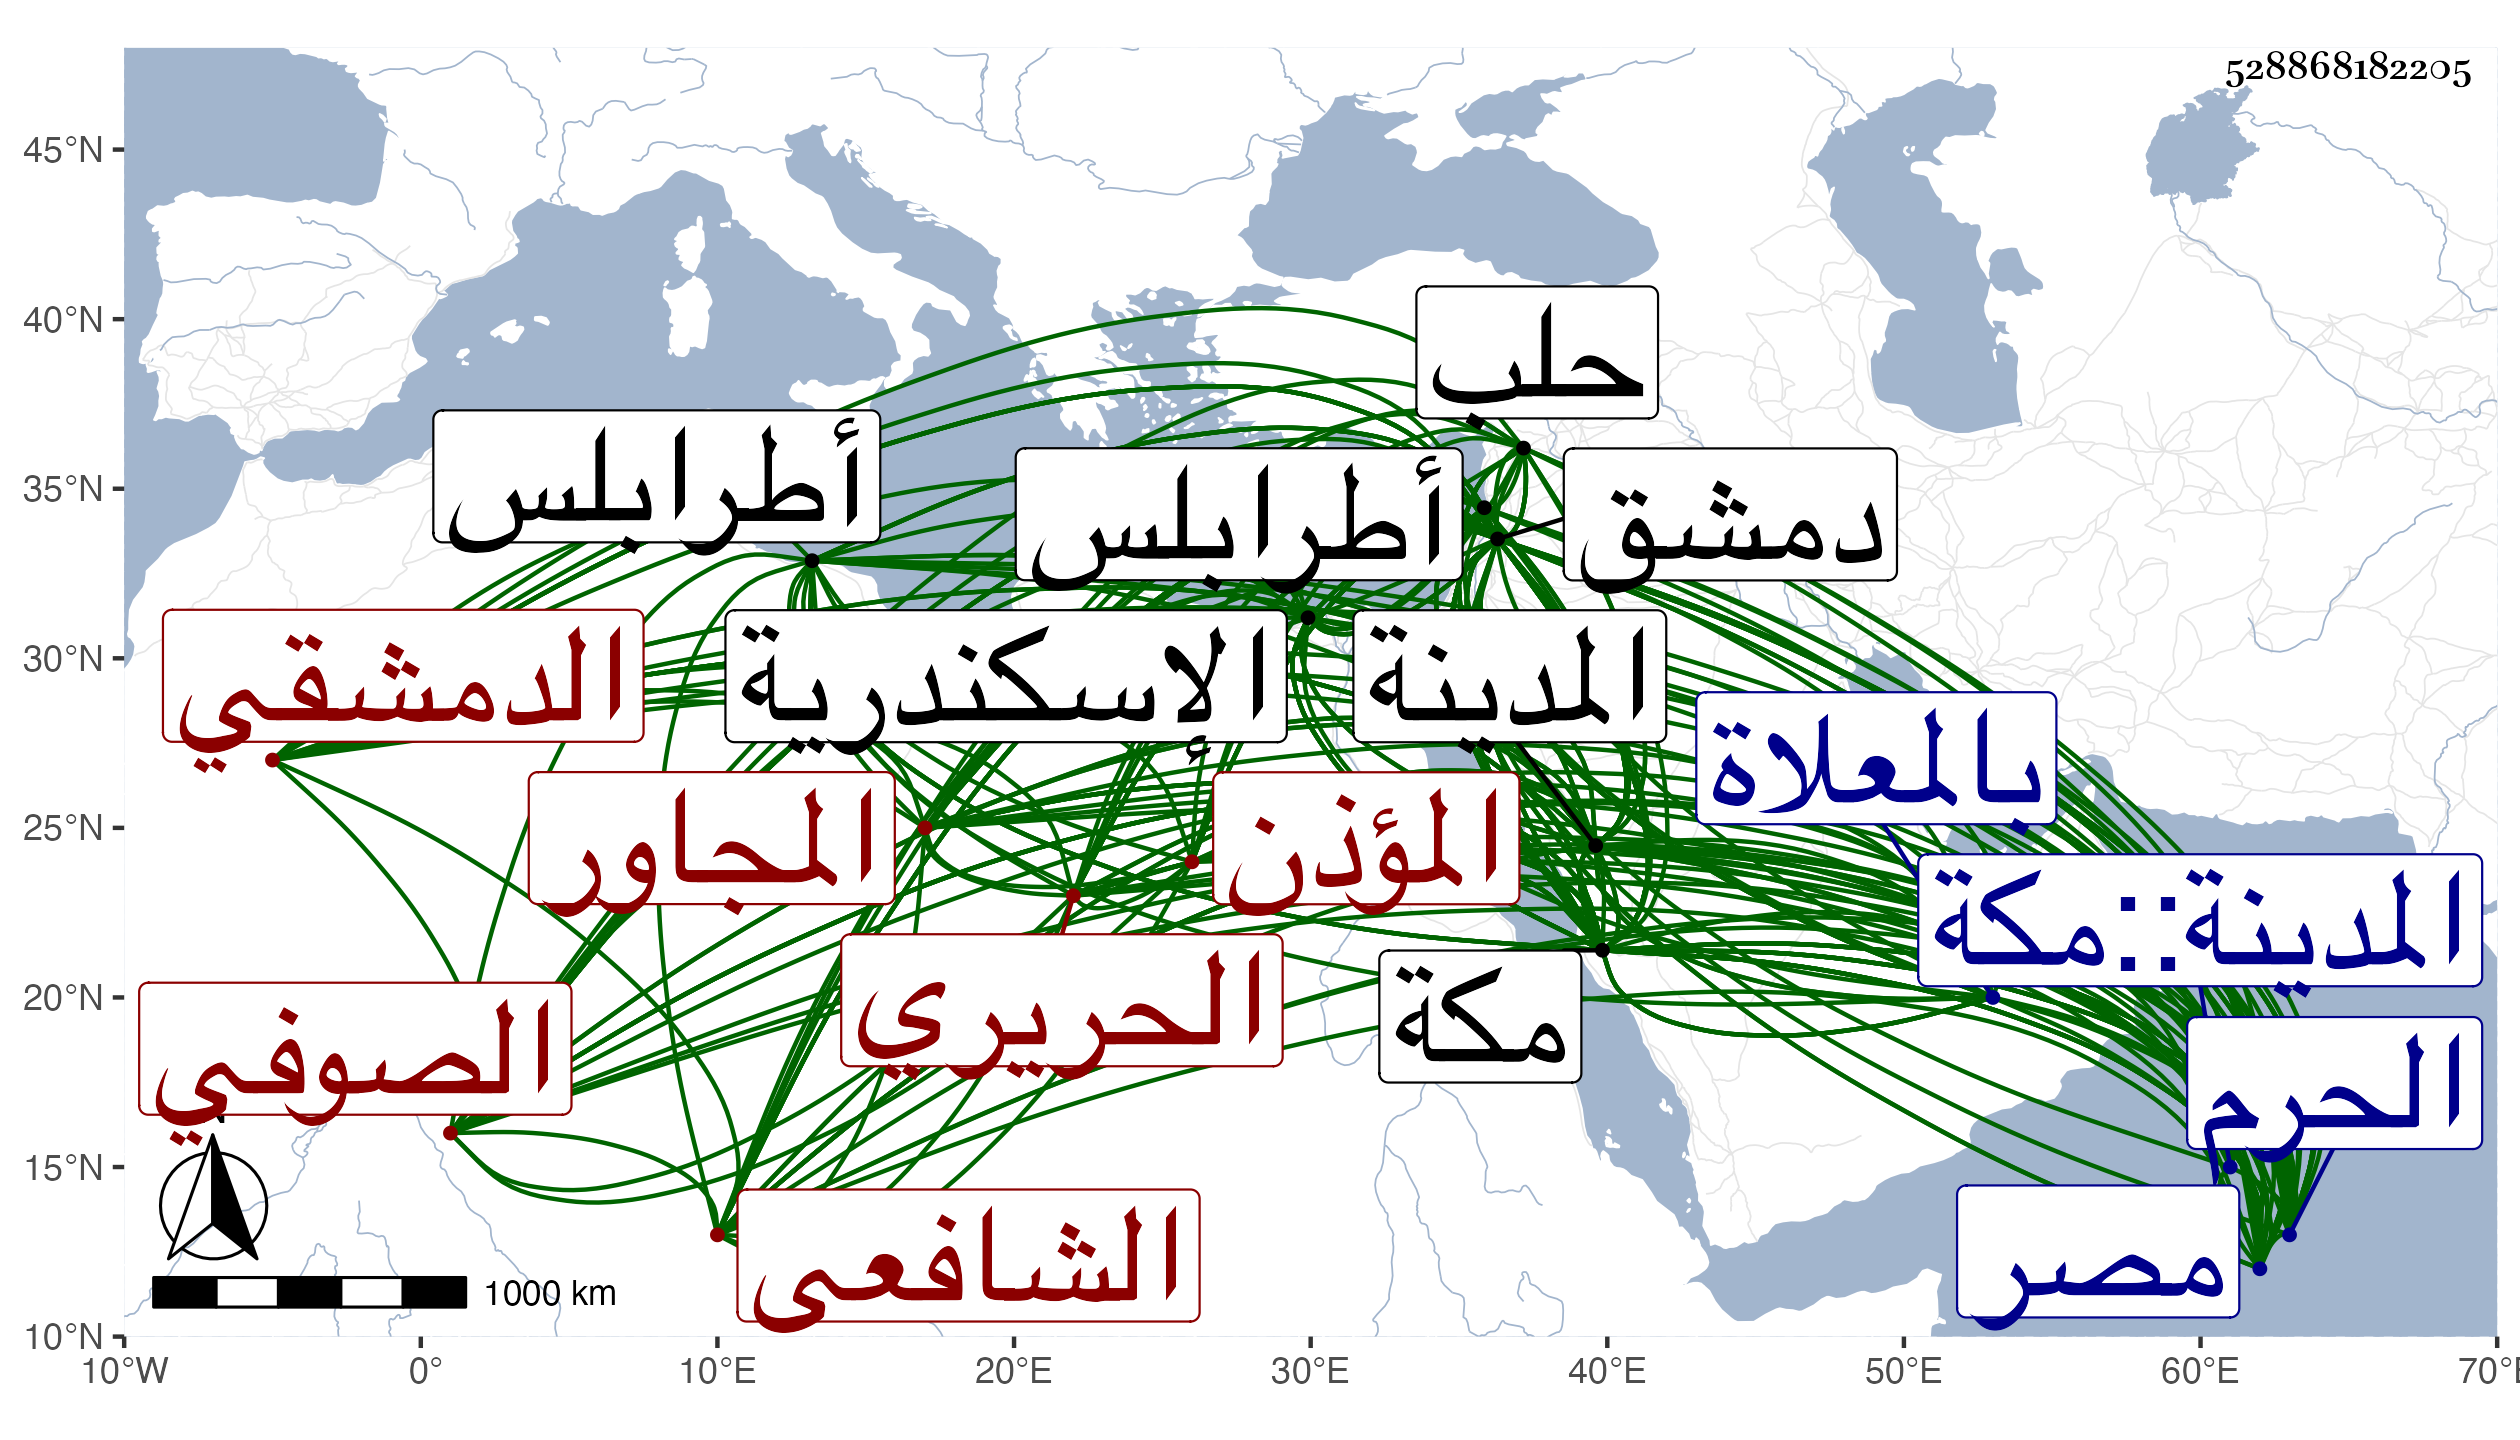 528868182205
45°N
40°N
35°N
30°N
25°N
20°N
15°N
10°N
حلب
أطرابلس
أطرابلس
دمشق
الدمشقي
الإسكندرية
المدينة
بالمعلاة
المجاور
المؤذن
المدينة::مكة
الحريري
مكة
الصوفي
الحرم
الشافعى
مصر
N
1000 km
10°W
0°
10°E
20°E
30°E
40°E
50°E
60°E